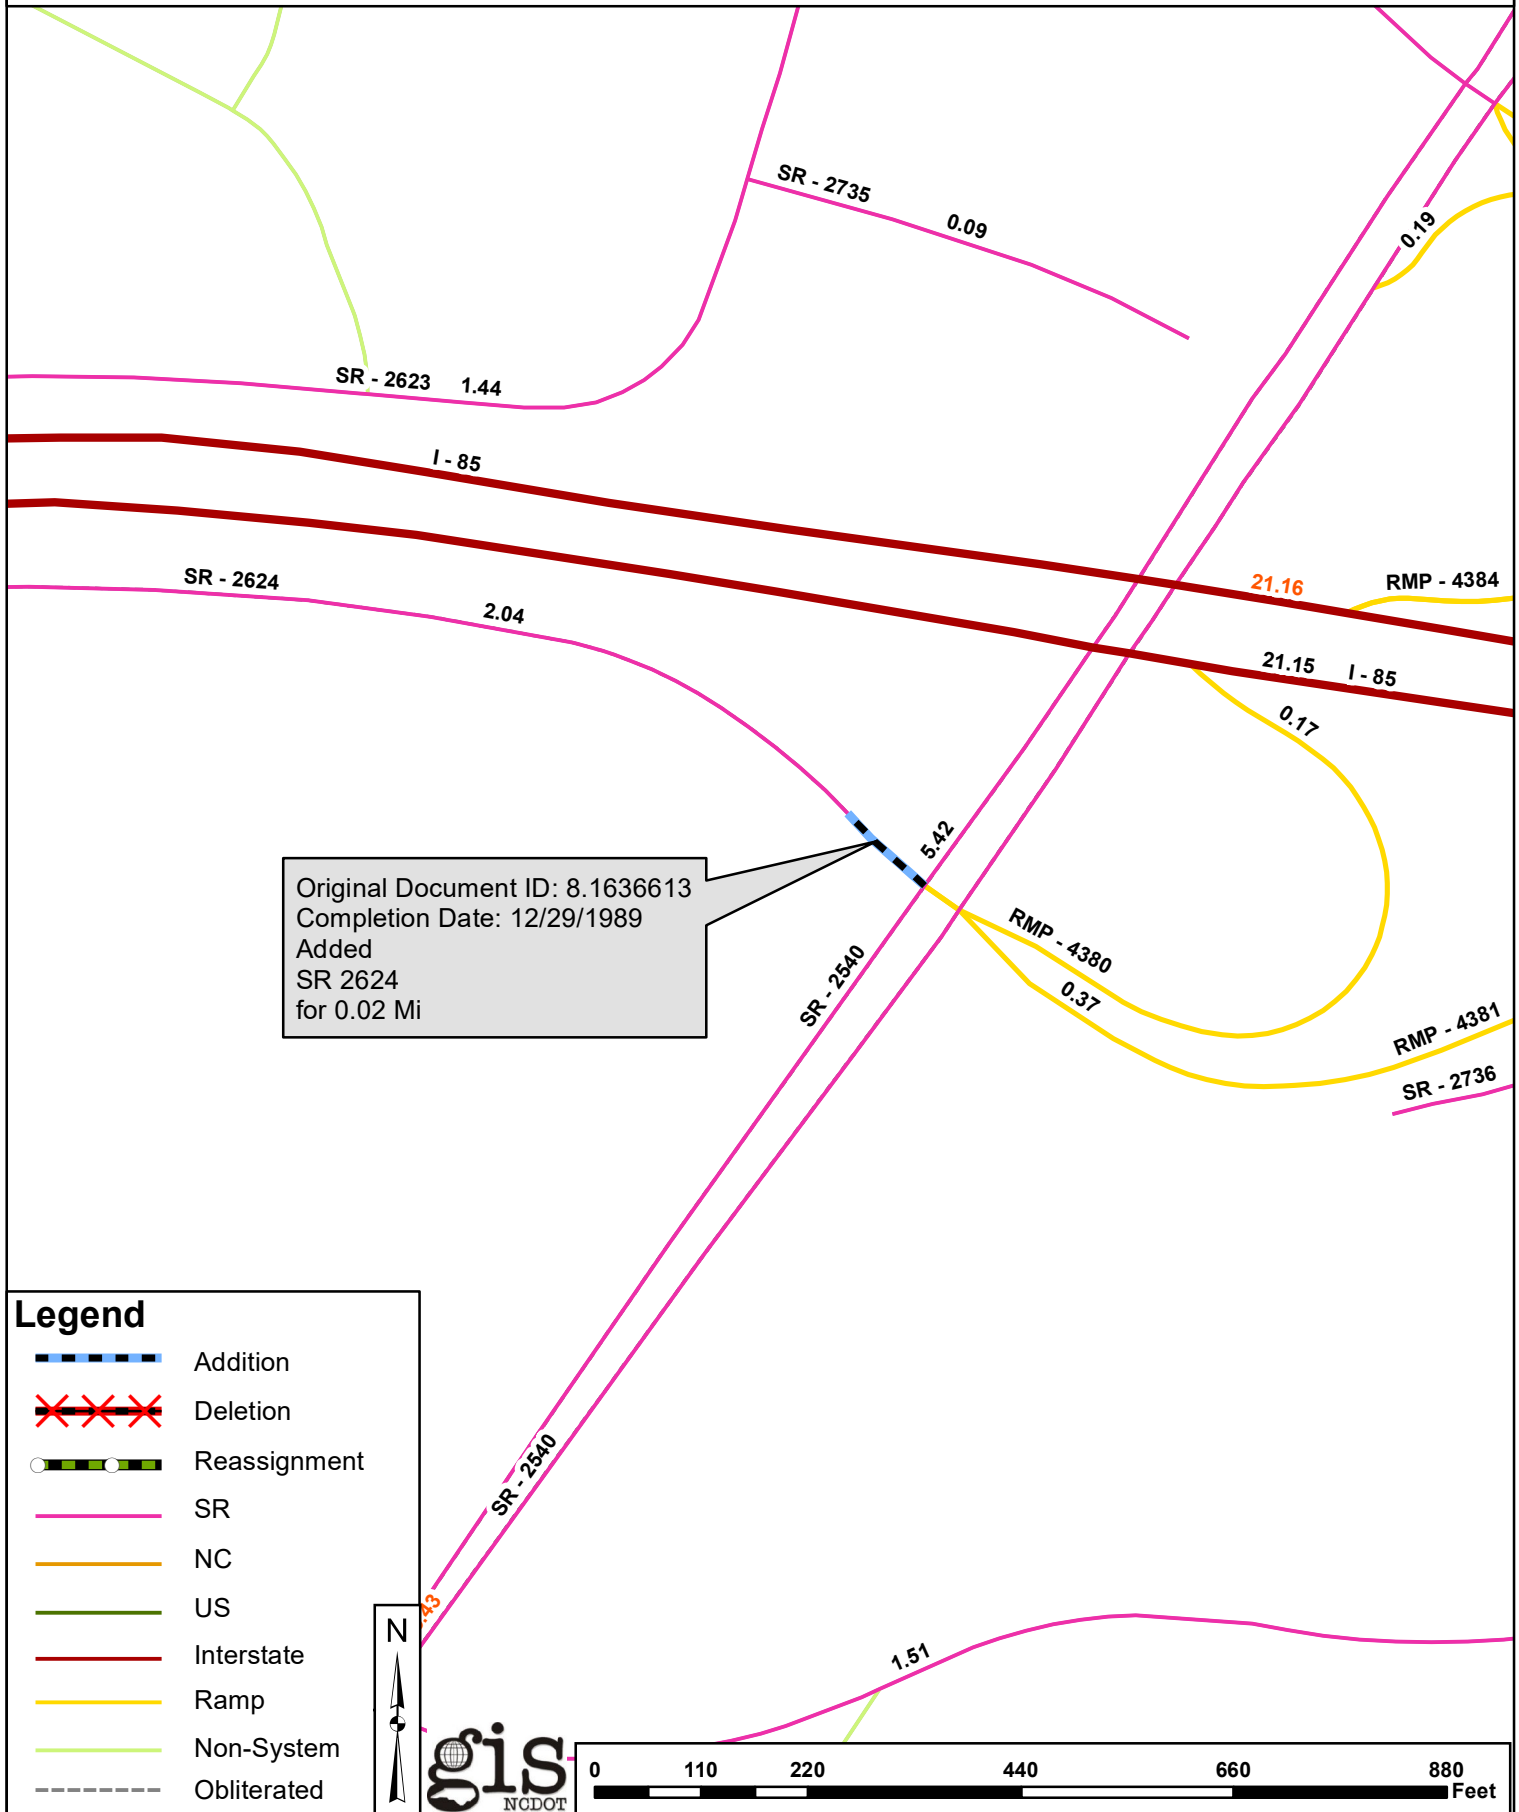 SR - 2735
0.09
0.19
SR - 2623 1.44
I - 85
SR - 2624
2.04
21.16
RMP - 4384
21.15 I - 85
0.17
5.42
Original Document ID: 8.1636613
Completion Date: 12/29/1989
Added
SR 2624
for 0.02 Mi
RMP - 4380
0.37
SR - 2540
RMP - 4381
SR - 2736
SR - 2540
.43
1.51
Legend
Addition
Deletion
Reassignment
SR
NC
US
Interstate
Ramp
Non-System
Obliterated
N
gis
NCDOT
0 110 220 440 660 880
Feet